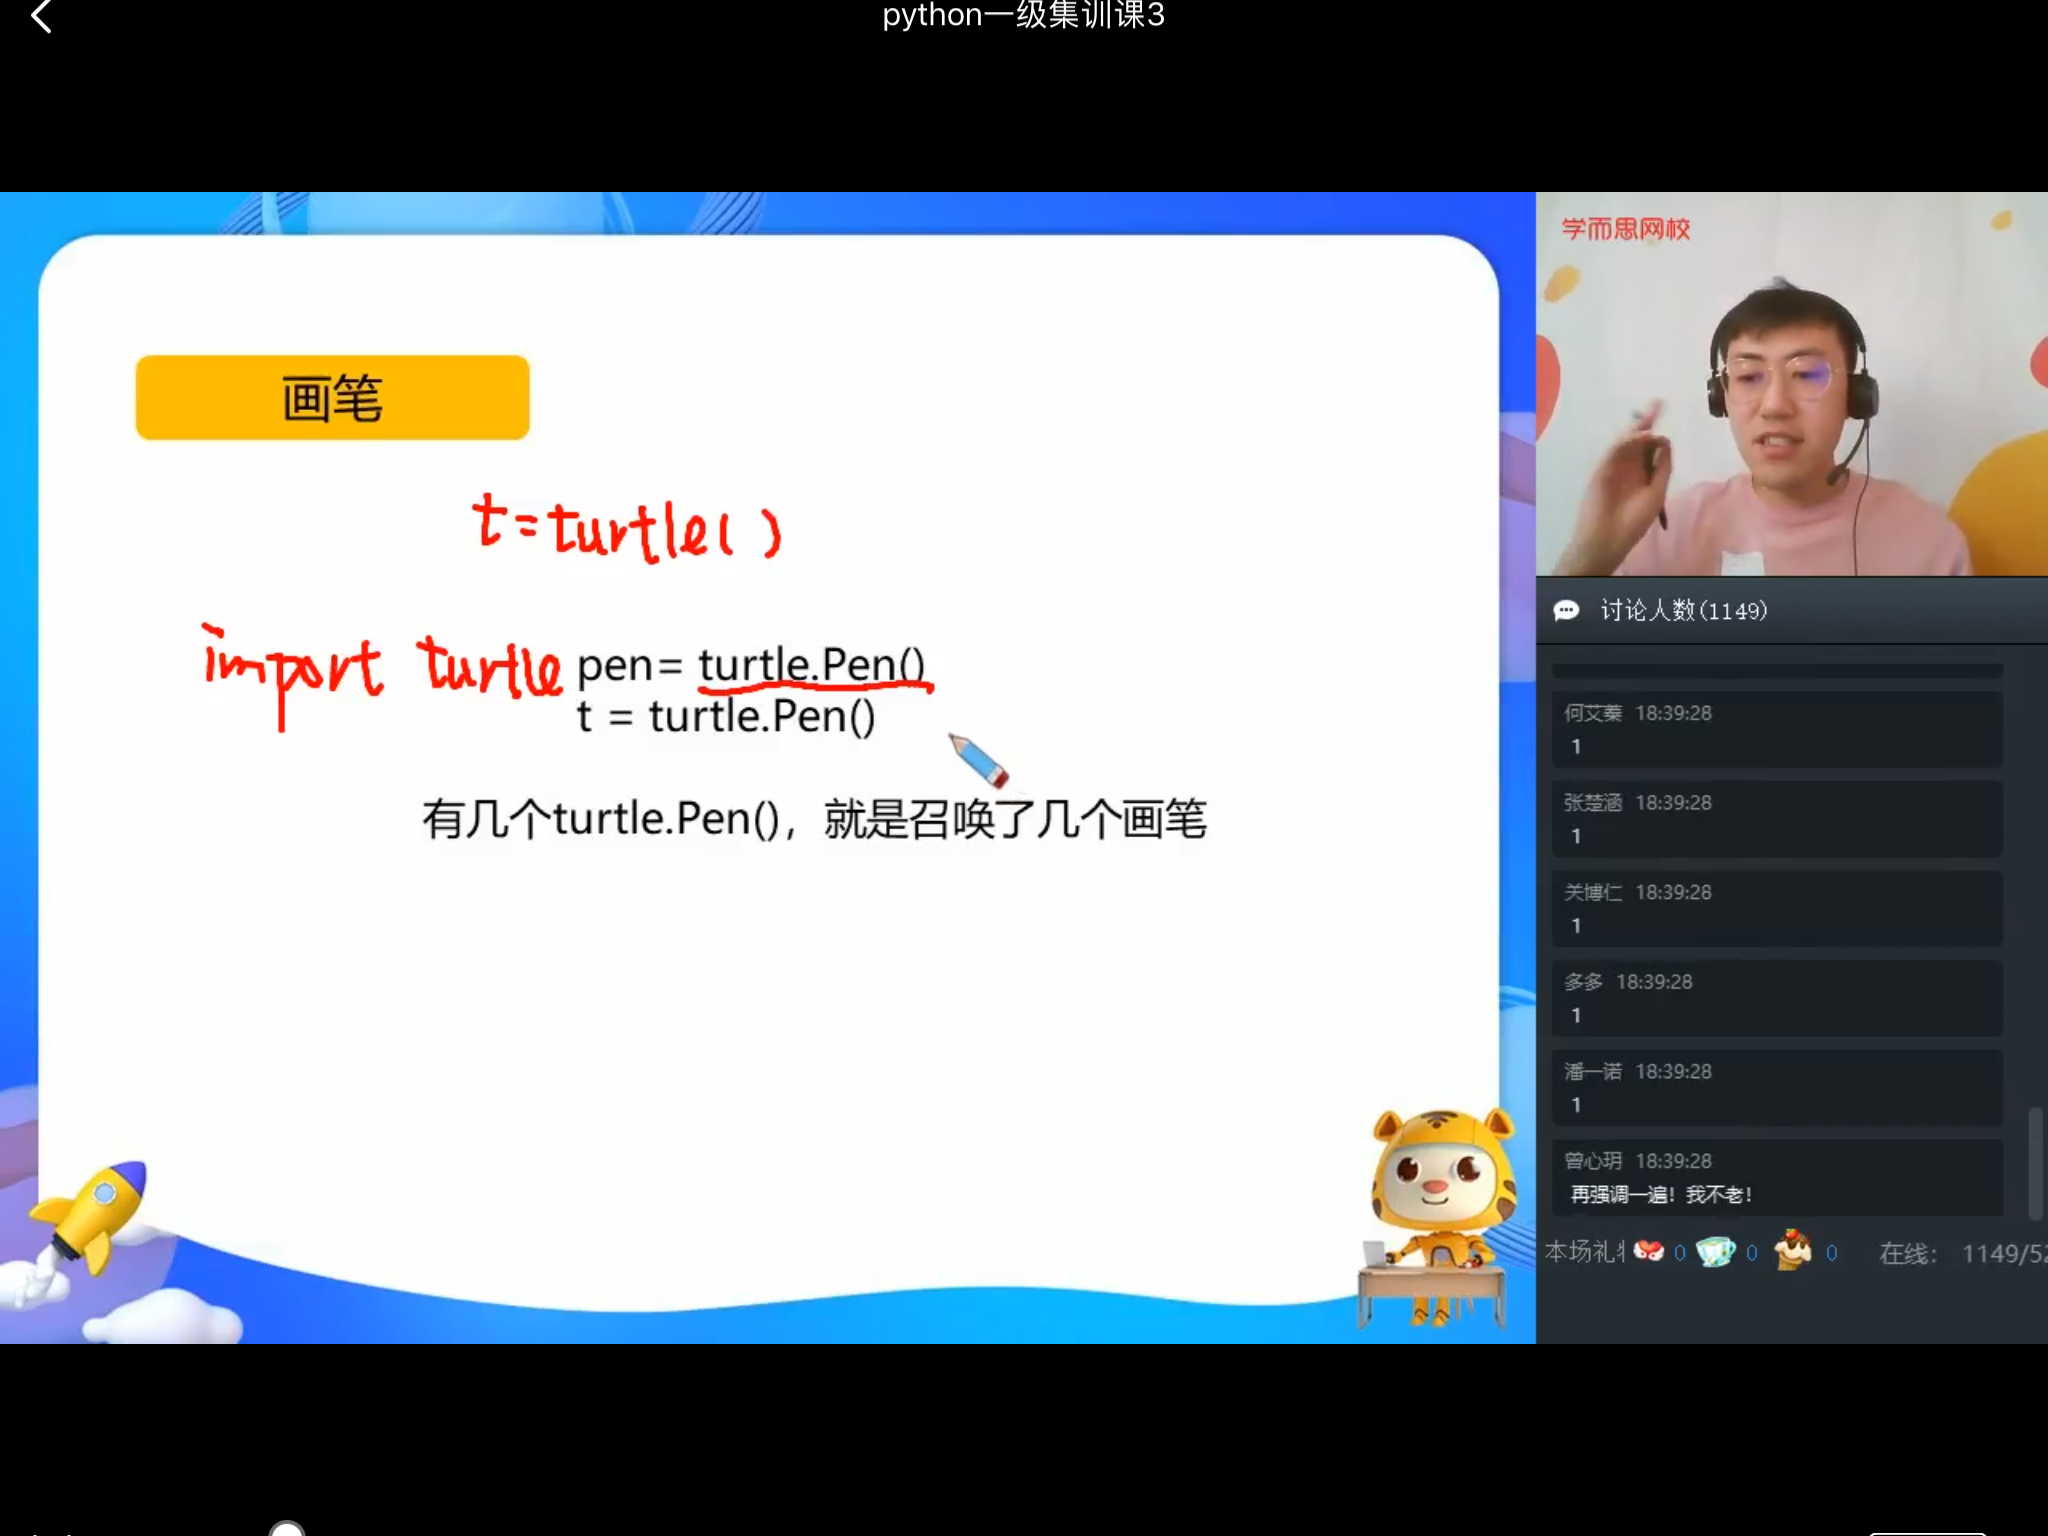 python一级集训课3
画笔
t=turtle()
import turtle
pen= turtle.Pen()
t = turtle.Pen()
有几个turtle.Pen()，就是召唤了几个画笔
学而思网校
讨论人数(1149)
何艾蓁 18:39:28
1
张楚涵 18:39:28
1
关博仁 18:39:28
1
多多 18:39:28
1
潘一诺 18:39:28
1
曾心玥 18:39:28
再强调一遍！我不老！
本场礼 0 0 0 在线： 1149/52